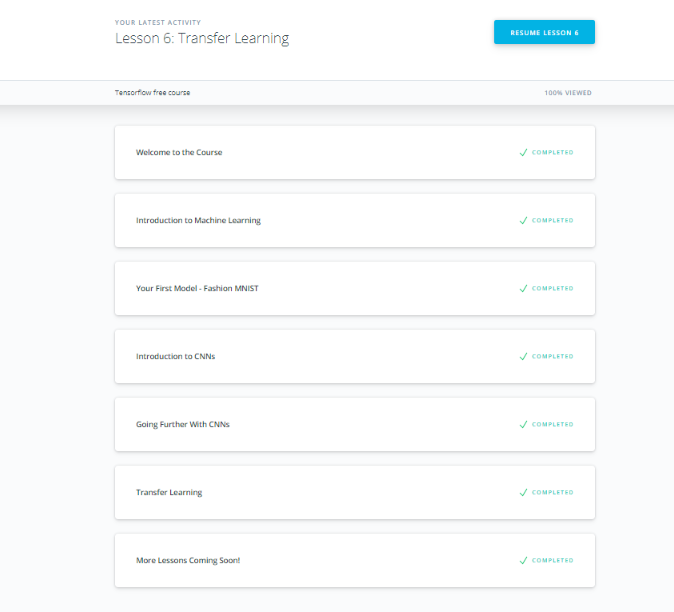 YOUR LATEST ACTIVITY
Lesson 6: Transfer Learning
RESUME LESSON 6
Tensorflow free course
100% VIEWED
Welcome to the Course
COMPLETED
Introduction to Machine Learning
COMPLETED
Your First Model - Fashion MNIST
COMPLETED
Introduction to CNNs
COMPLETED
Going Further With CNNs
COMPLETED
Transfer Learning
COMPLETED
More Lessons Coming Soon!
COMPLETED